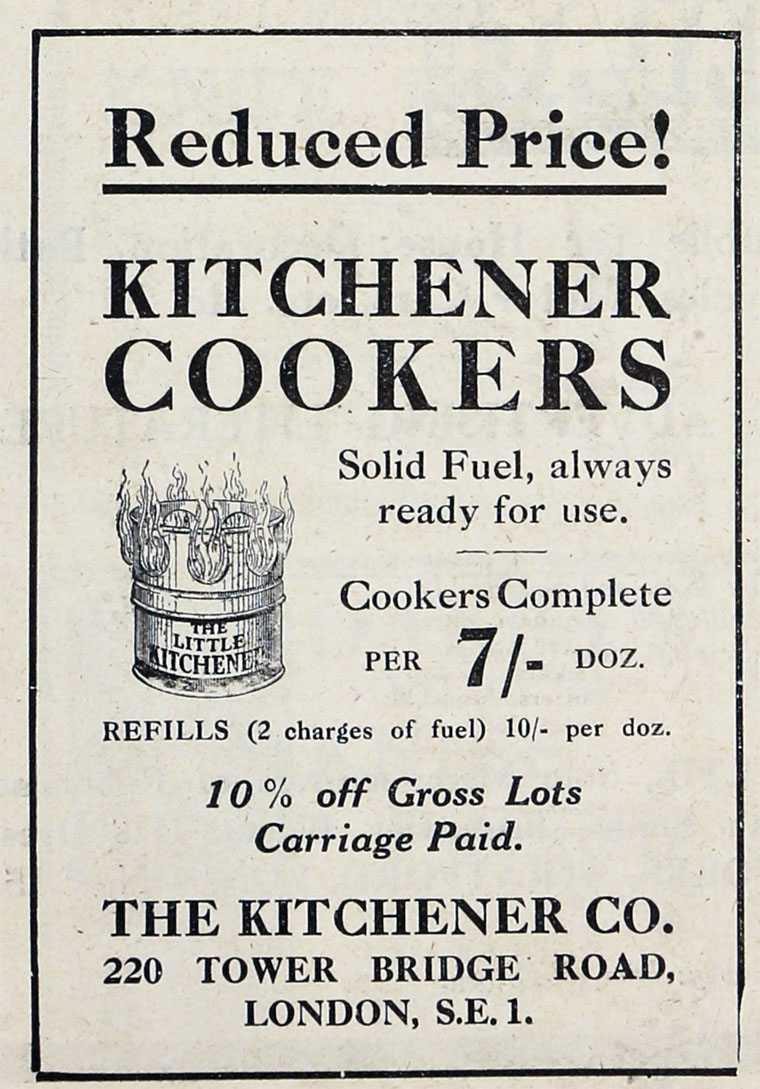 Reduced Price!
KITCHENER
COOKERS
Solid Fuel, always
ready for use.
Cookers Complete
PER 7/- DOZ.
THE
LITTLE
KITCHENER
REFILLS (2 charges of fuel) 10/- per doz.
10% off Gross Lots
Carriage Paid.
THE KITCHENER CO.
220 TOWER BRIDGE ROAD,
LONDON, S.E. 1.